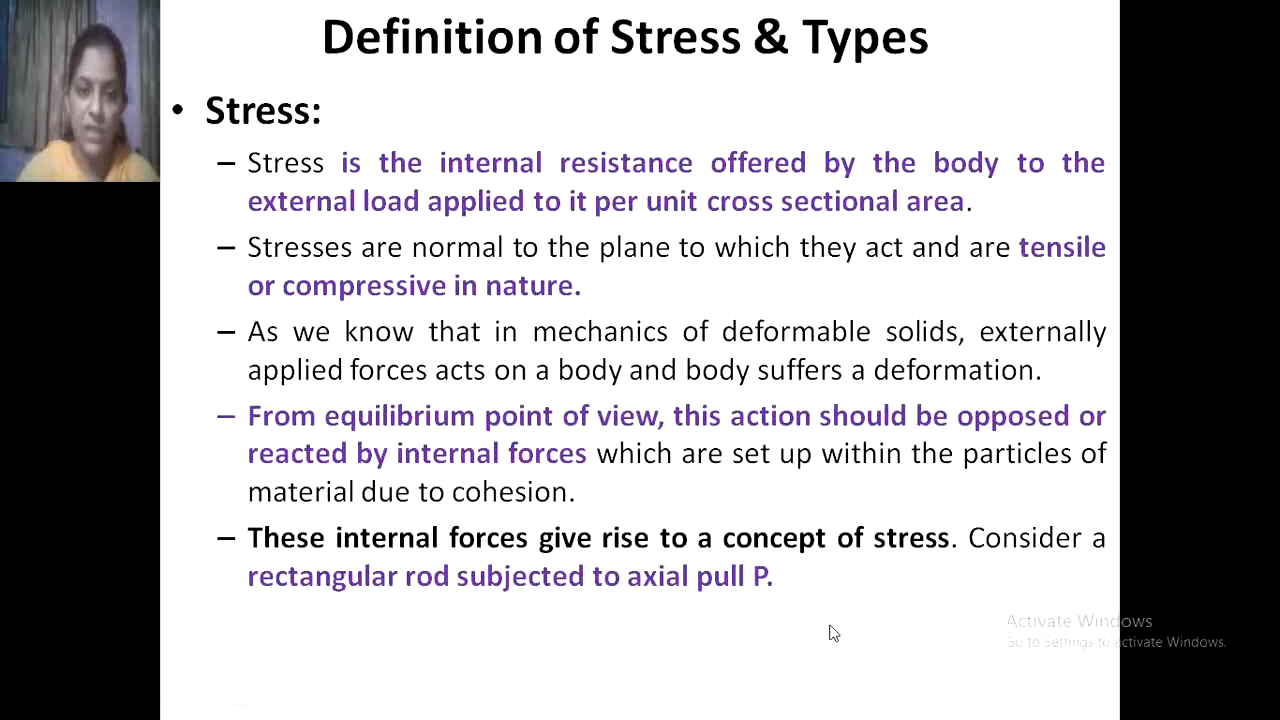 Definition of Stress & Types
• Stress:
– Stress is the internal resistance offered by the body to the
external load applied to it per unit cross sectional area.
– Stresses are normal to the plane to which they act and are tensile
or compressive in nature.
– As we know that in mechanics of deformable solids, externally
applied forces acts on a body and body suffers a deformation.
– From equilibrium point of view, this action should be opposed or
reacted by internal forces which are set up within the particles of
material due to cohesion.
– These internal forces give rise to a concept of stress. Consider a
rectangular rod subjected to axial pull P.
Activate Windows
Go to Settings to activate Windows.